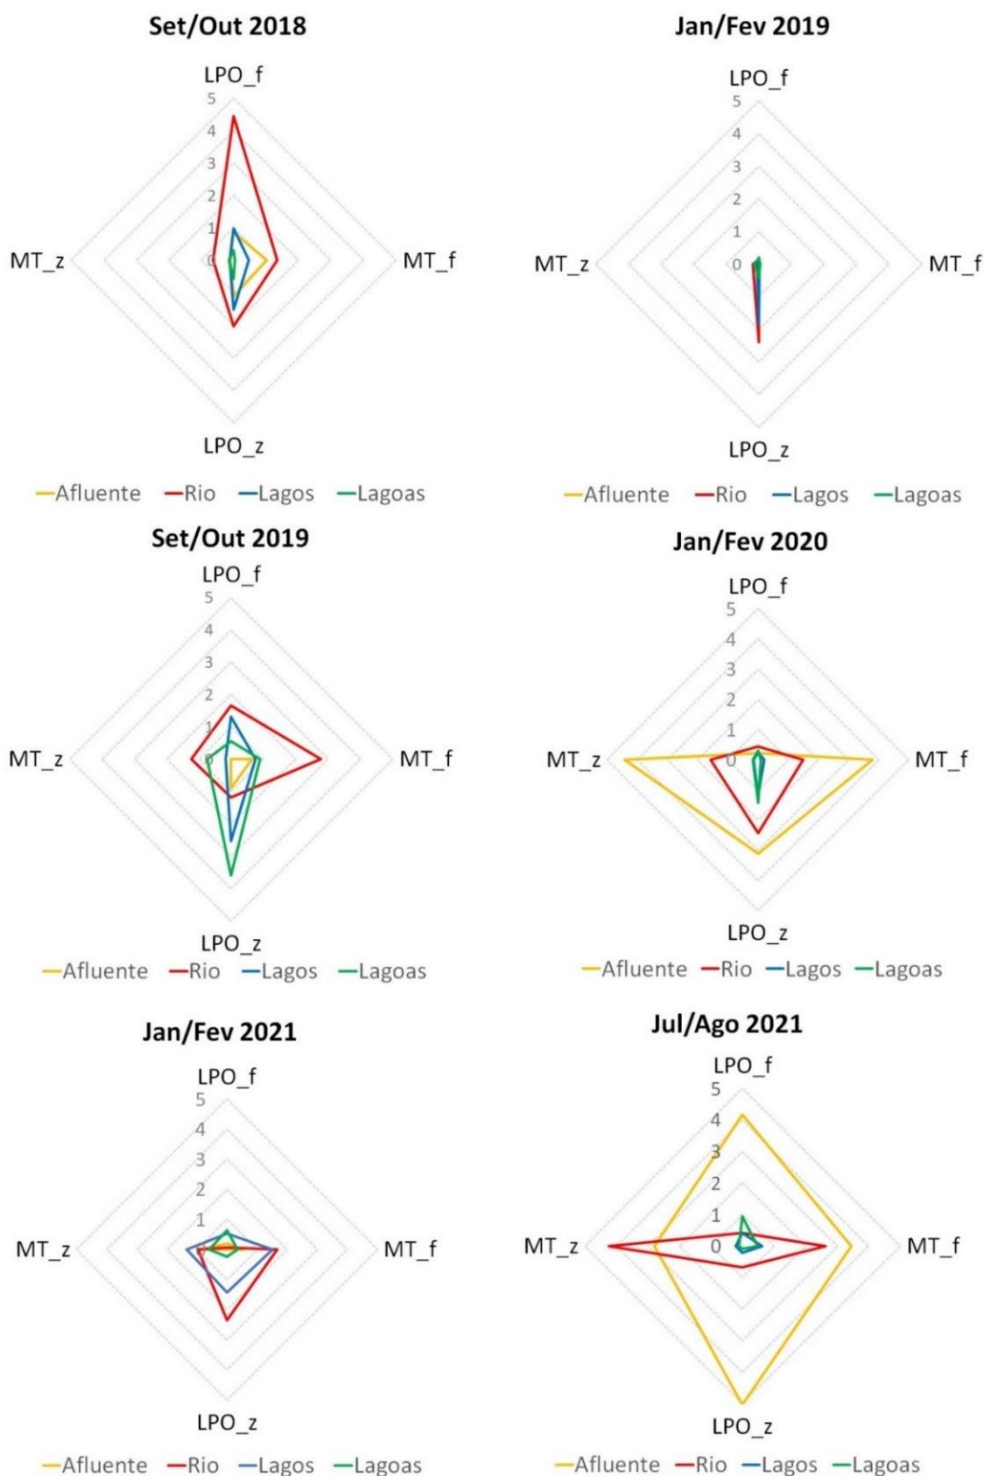 Set/Out 2018
LPO_f
5
4
3
2
1
0
MT_z
MT_f
LPO_z
Afluente Rio Lagos Lagoas
Jan/Fev 2019
LPO_f
5
4
3
2
1
0
MT_z
MT_f
LPO_z
Afluente Rio Lagos Lagoas
Set/Out 2019
LPO_f
5
4
3
2
1
0
MT_z
MT_f
LPO_z
Afluente Rio Lagos Lagoas
Jan/Fev 2020
LPO_f
5
4
3
2
1
0
MT_z
MT_f
LPO_z
Afluente Rio Lagos Lagoas
Jan/Fev 2021
LPO_f
5
4
3
2
1
0
MT_z
MT_f
LPO_z
Afluente Rio Lagos Lagoas
Jul/Ago 2021
LPO_f
5
4
3
2
1
0
MT_z
MT_f
LPO_z
Afluente Rio Lagos Lagoas